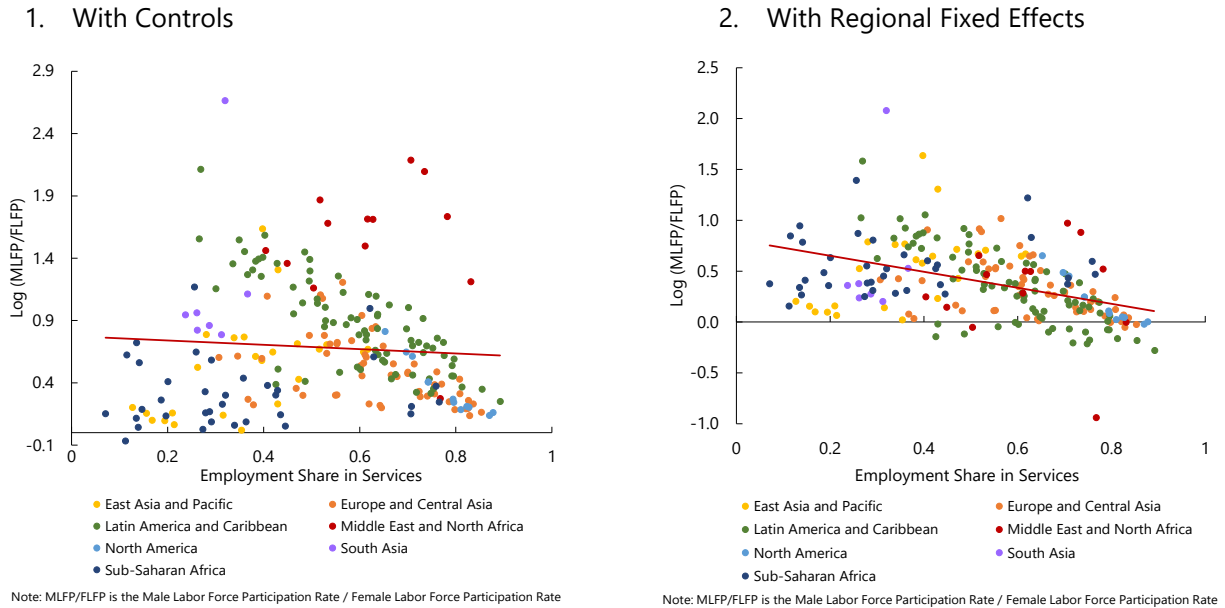 1. With Controls
2.9
2.4
1.9
1.4
0.9
0.4
-0.1
Log (MLFP/FLFP)
0 0.2 0.4 0.6 0.8 1
Employment Share in Services
East Asia and Pacific
Europe and Central Asia
Latin America and Caribbean
Middle East and North Africa
North America
South Asia
Sub-Saharan Africa
Note: MLFP/FLFP is the Male Labor Force Participation Rate / Female Labor Force Participation Rate
2. With Regional Fixed Effects
2.5
2.0
1.5
1.0
0.5
0.0
-0.5
-1.0
Log (MLFP/FLFP)
0 0.2 0.4 0.6 0.8 1
Employment Share in Services
East Asia and Pacific
Europe and Central Asia
Latin America and Caribbean
Middle East and North Africa
North America
South Asia
Sub-Saharan Africa
Note: MLFP/FLFP is the Male Labor Force Participation Rate / Female Labor Force Participation Rate